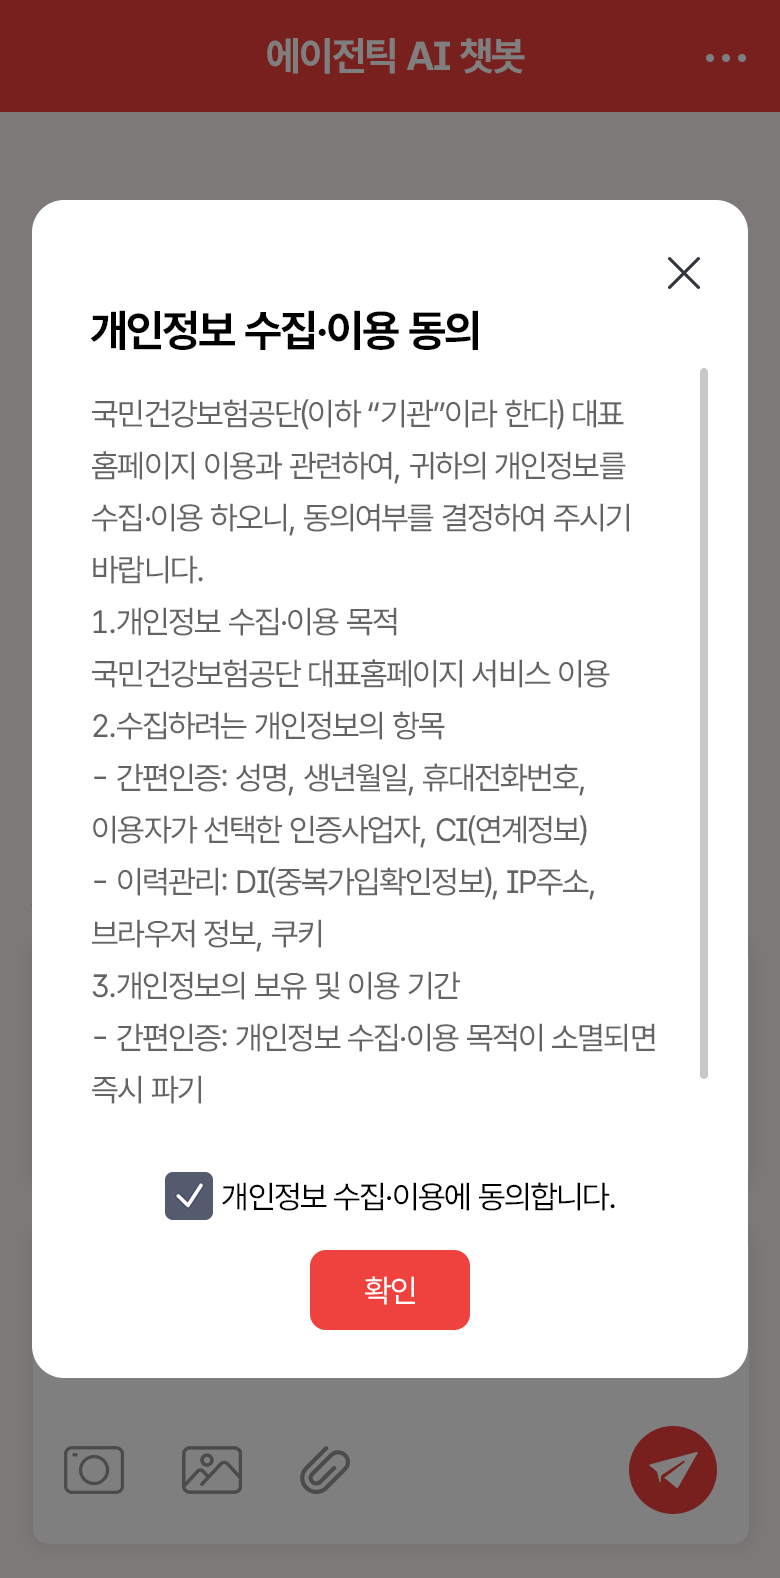 에이전틱 AI 챗봇
개인정보 수집·이용 동의
국민건강보험공단(이하 “기관”이라 한다) 대표
홈페이지 이용과 관련하여, 귀하의 개인정보를
수집·이용 하오니, 동의여부를 결정하여 주시기
바랍니다.
1.개인정보 수집·이용 목적
국민건강보험공단 대표홈페이지 서비스 이용
2.수집하려는 개인정보의 항목
- 간편인증: 성명, 생년월일, 휴대전화번호,
이용자가 선택한 인증사업자, CI(연계정보)
- 이력관리: DI(중복가입확인정보), IP주소,
브라우저 정보, 쿠키
3.개인정보의 보유 및 이용 기간
- 간편인증: 개인정보 수집·이용 목적이 소멸되면
즉시 파기
개인정보 수집·이용에 동의합니다.
확인